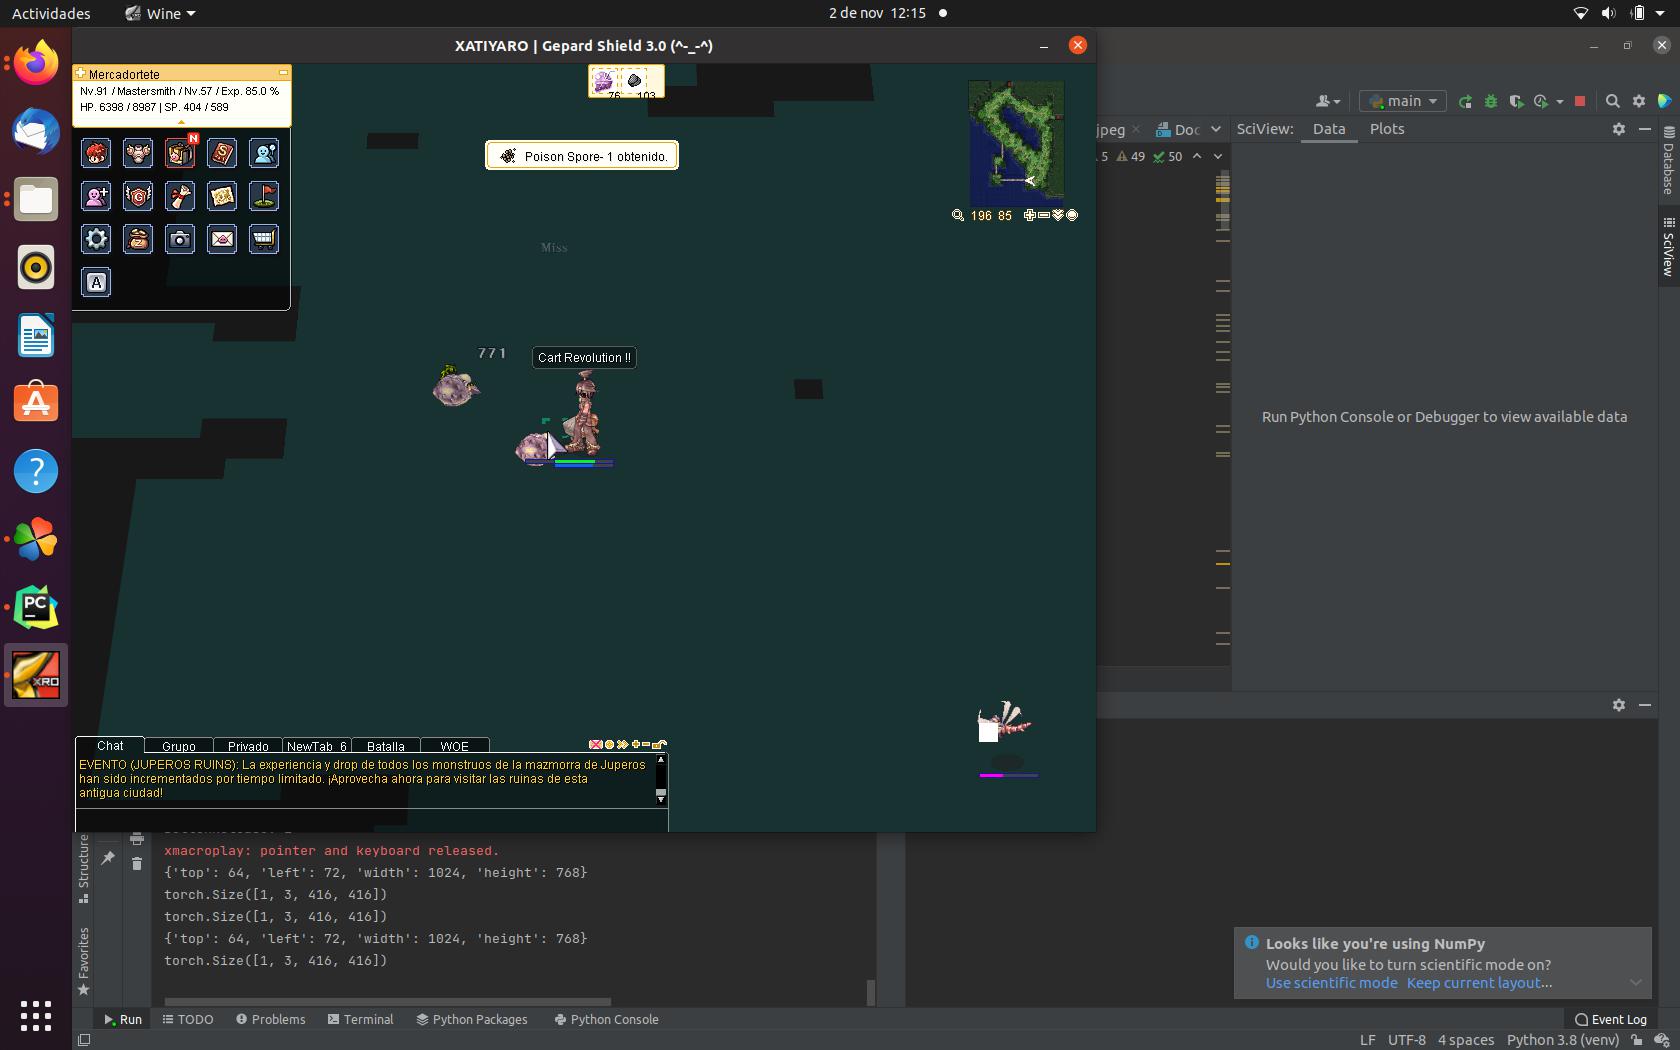 Actividades
Wine
2 de nov 12:15
XATIYARO | Gepard Shield 3.0 (^-_-^)
Mercadortete
Nv.91 / Mastersmith / Nv.57 / Exp. 85.0 %
HP. 6398 / 8987 | SP. 404 / 589
N
76
103
Poison Spore- 1 obtenido.
196 85
A
Miss
771
Cart Revolution !!
Chat
Grupo
Privado
NewTab 6
Batalla
WOE
EVENTO (JUPEROS RUINS): La experiencia y drop de todos los monstruos de la mazmorra de Juperos
han sido incrementados por tiempo limitado. ¡Aprovecha ahora para visitar las ruinas de esta
antigua ciudad!
main
jpeg
Doc
SciView:
Data
Plots
5
49
50
Database
SciView
Run Python Console or Debugger to view available data
PC
XRO
Structure
Favorites
xmacroplay: pointer and keyboard released.
{'top': 64, 'left': 72, 'width': 1024, 'height': 768}
torch.Size([1, 3, 416, 416])
torch.Size([1, 3, 416, 416])
{'top': 64, 'left': 72, 'width': 1024, 'height': 768}
torch.Size([1, 3, 416, 416])
Looks like you're using NumPy
Would you like to turn scientific mode on?
Use scientific mode Keep current layout...
Run
TODO
Problems
Terminal
Python Packages
Python Console
Event Log
LF UTF-8 4 spaces Python 3.8 (venv)